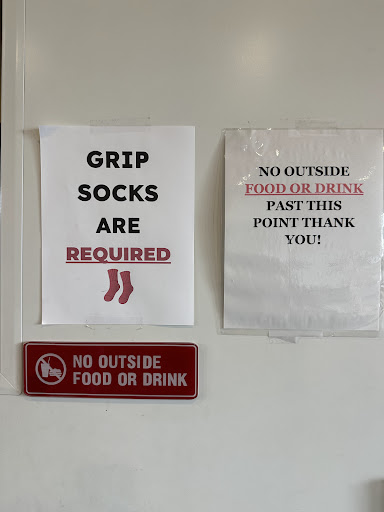 GRIP
SOCKS
ARE
REQUIRED
NO OUTSIDE
FOOD OR DRINK
PAST THIS
POINT THANK
YOU!
NO OUTSIDE
FOOD OR DRINK